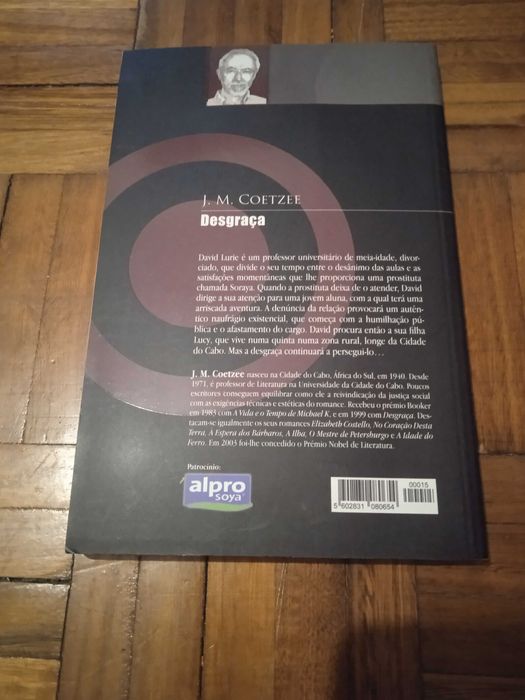 J. M. COETZEE
Desgraça
David Lurie é um professor universitário de meia-idade, divor-
ciado, que divide o seu tempo entre o desânimo das aulas e as
satisfações momentâneas que lhe proporciona uma prostituta
chamada Soraya. Quando a prostituta deixa de o atender, David
dirige a sua atenção para uma jovem aluna, com a qual terá uma
arriscada aventura. A denúncia da relação provocará um autên-
tico naufrágio existencial, que começa com a humilhação pú-
blica e o afastamento do cargo. David procura então a sua filha
Lucy, que vive numa quinta numa zona rural, longe da Cidade
do Cabo. Mas a desgraça continuará a persegui-lo...
J. M. Coetzee nasceu na Cidade do Cabo, África do Sul, em 1940. Desde
1971, é professor de Literatura na Universidade da Cidade do Cabo. Poucos
escritores conseguem equilibrar como ele a reivindicação da justiça social
com as exigências técnicas e estéticas do romance. Recebeu o prémio Booker
em 1983 com A Vida e o Tempo de Michael K, e em 1999 com Desgraça. Des-
tacam-se igualmente os seus romances Elizabeth Costello, No Coração Desta
Terra, À Espera dos Bárbaros, A Ilha, O Mestre de Petersburgo e A Idade do
Ferro. Em 2003 foi-lhe concedido o Prémio Nobel de Literatura.
Patrocínio:
alpro
soya
00015
5 602831 080654